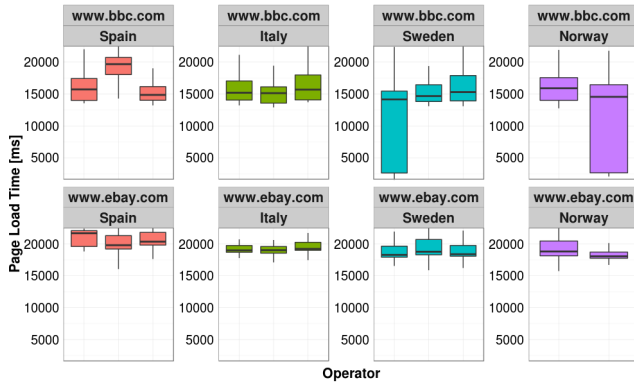 www.bbc.com www.bbc.com www.bbc.com www.bbc.com
Spain Italy Sweden Norway
20000 20000 20000 20000
15000 15000 15000 15000
10000 10000 10000 10000
5000 5000 5000 5000
Page Load Time [ms]
www.ebay.com www.ebay.com www.ebay.com www.ebay.com
Spain Italy Sweden Norway
20000 20000 20000 20000
15000 15000 15000 15000
10000 10000 10000 10000
5000 5000 5000 5000
Operator